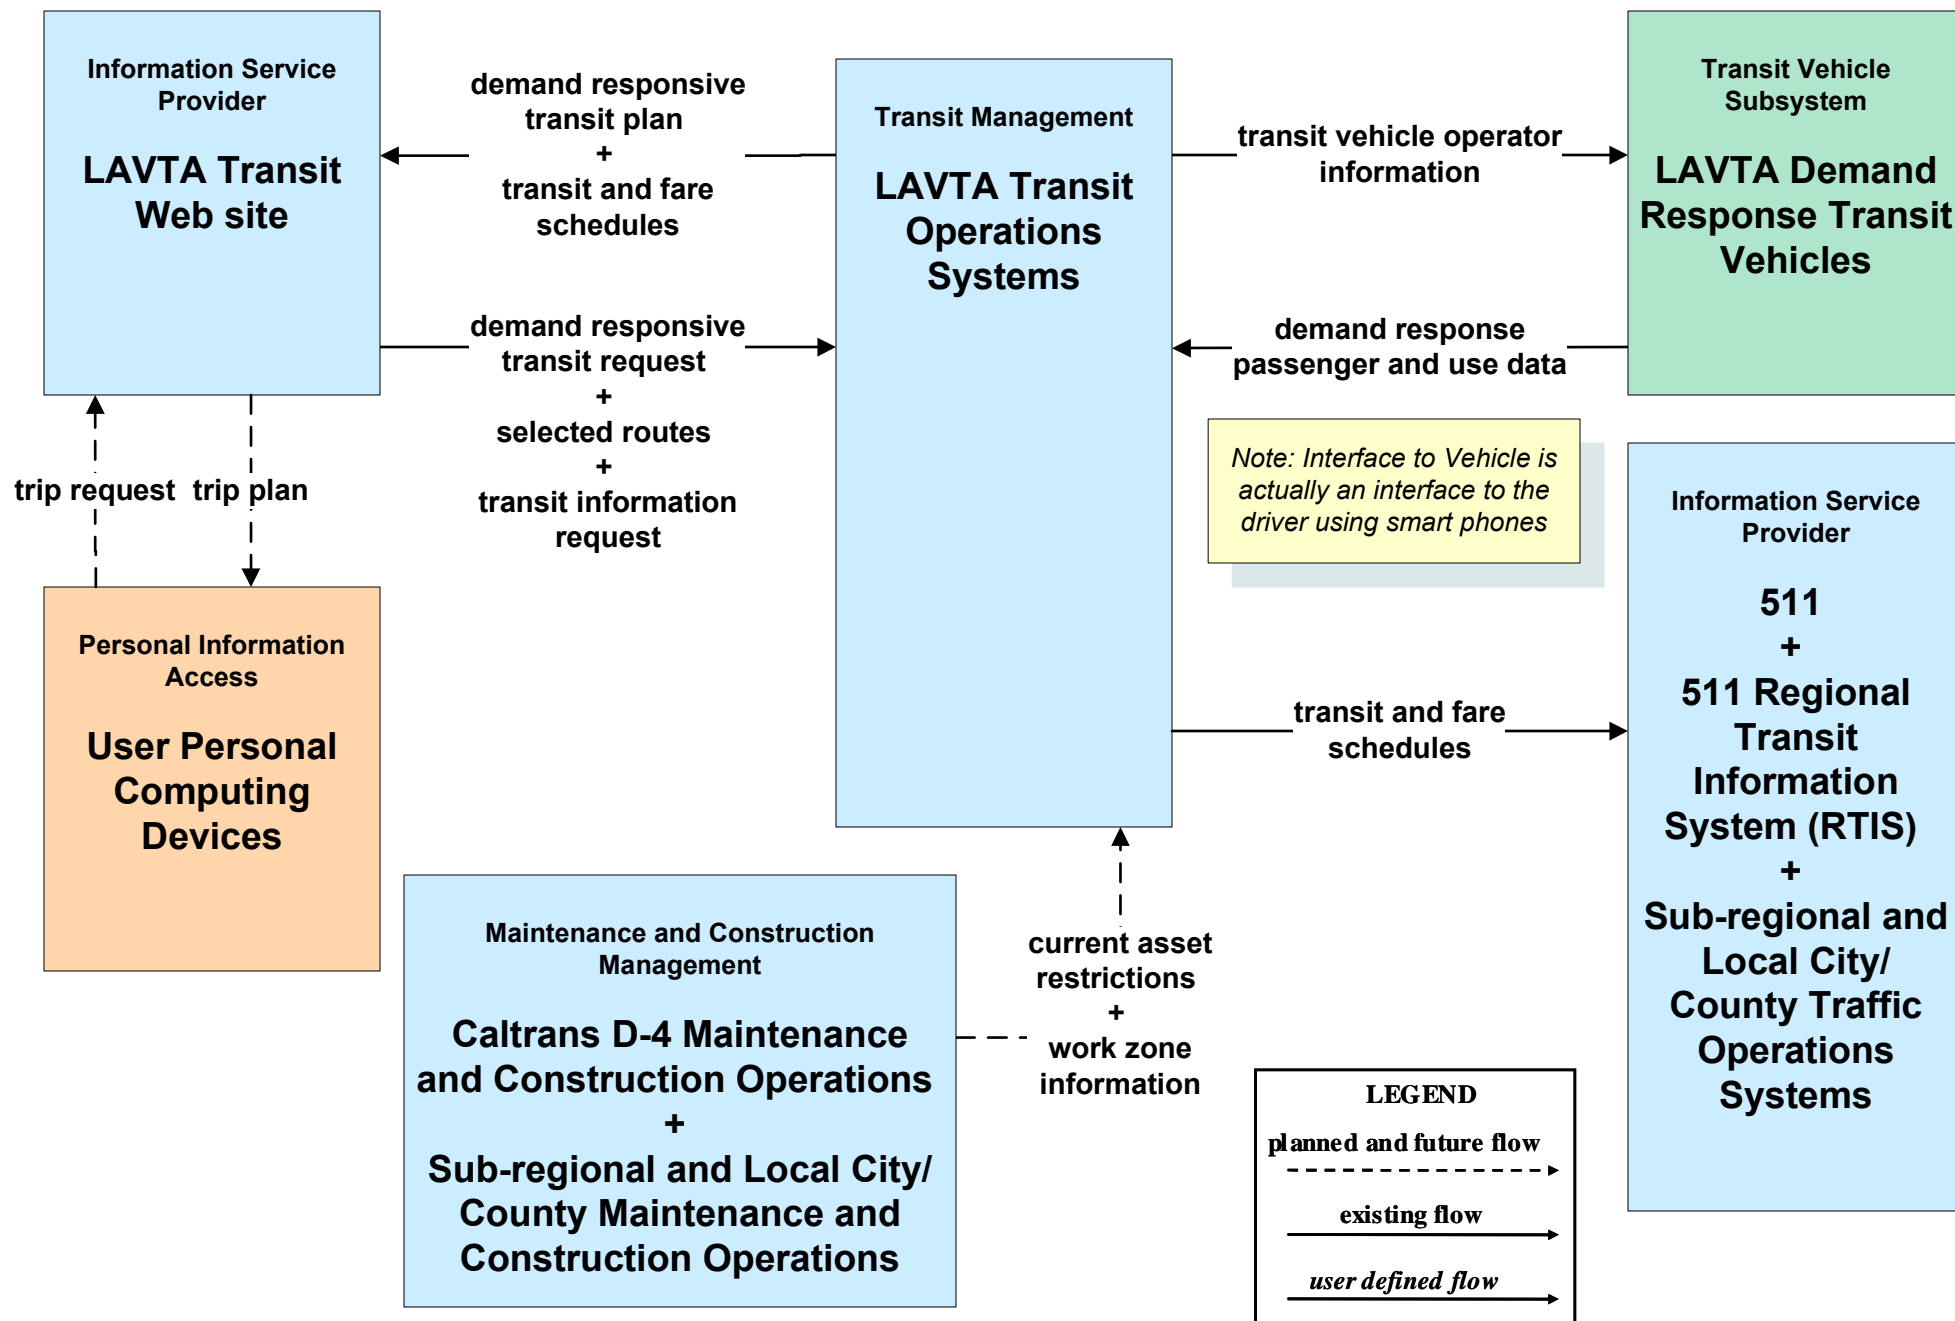 Information Service
Provider
LAVTA Transit
Web site
demand responsive
transit plan
+
transit and fare
schedules
demand responsive
transit request
+
selected routes
+
transit information
request
trip request
trip plan
Personal Information
Access
User Personal
Computing
Devices
Transit Management
LAVTA Transit
Operations
Systems
transit vehicle operator
information
demand response
passenger and use data
Transit Vehicle
Subsystem
LAVTA Demand
Response Transit
Vehicles
Note: Interface to Vehicle is
actually an interface to the
driver using smart phones
transit and fare
schedules
Information Service
Provider
511
+
511 Regional
Transit
Information
System (RTIS)
+
Sub-regional and
Local City/
County Traffic
Operations
Systems
Maintenance and Construction
Management
Caltrans D-4 Maintenance
and Construction Operations
+
Sub-regional and Local City/
County Maintenance and
Construction Operations
current asset
restrictions
+
work zone
information
LEGEND
planned and future flow
existing flow
user defined flow